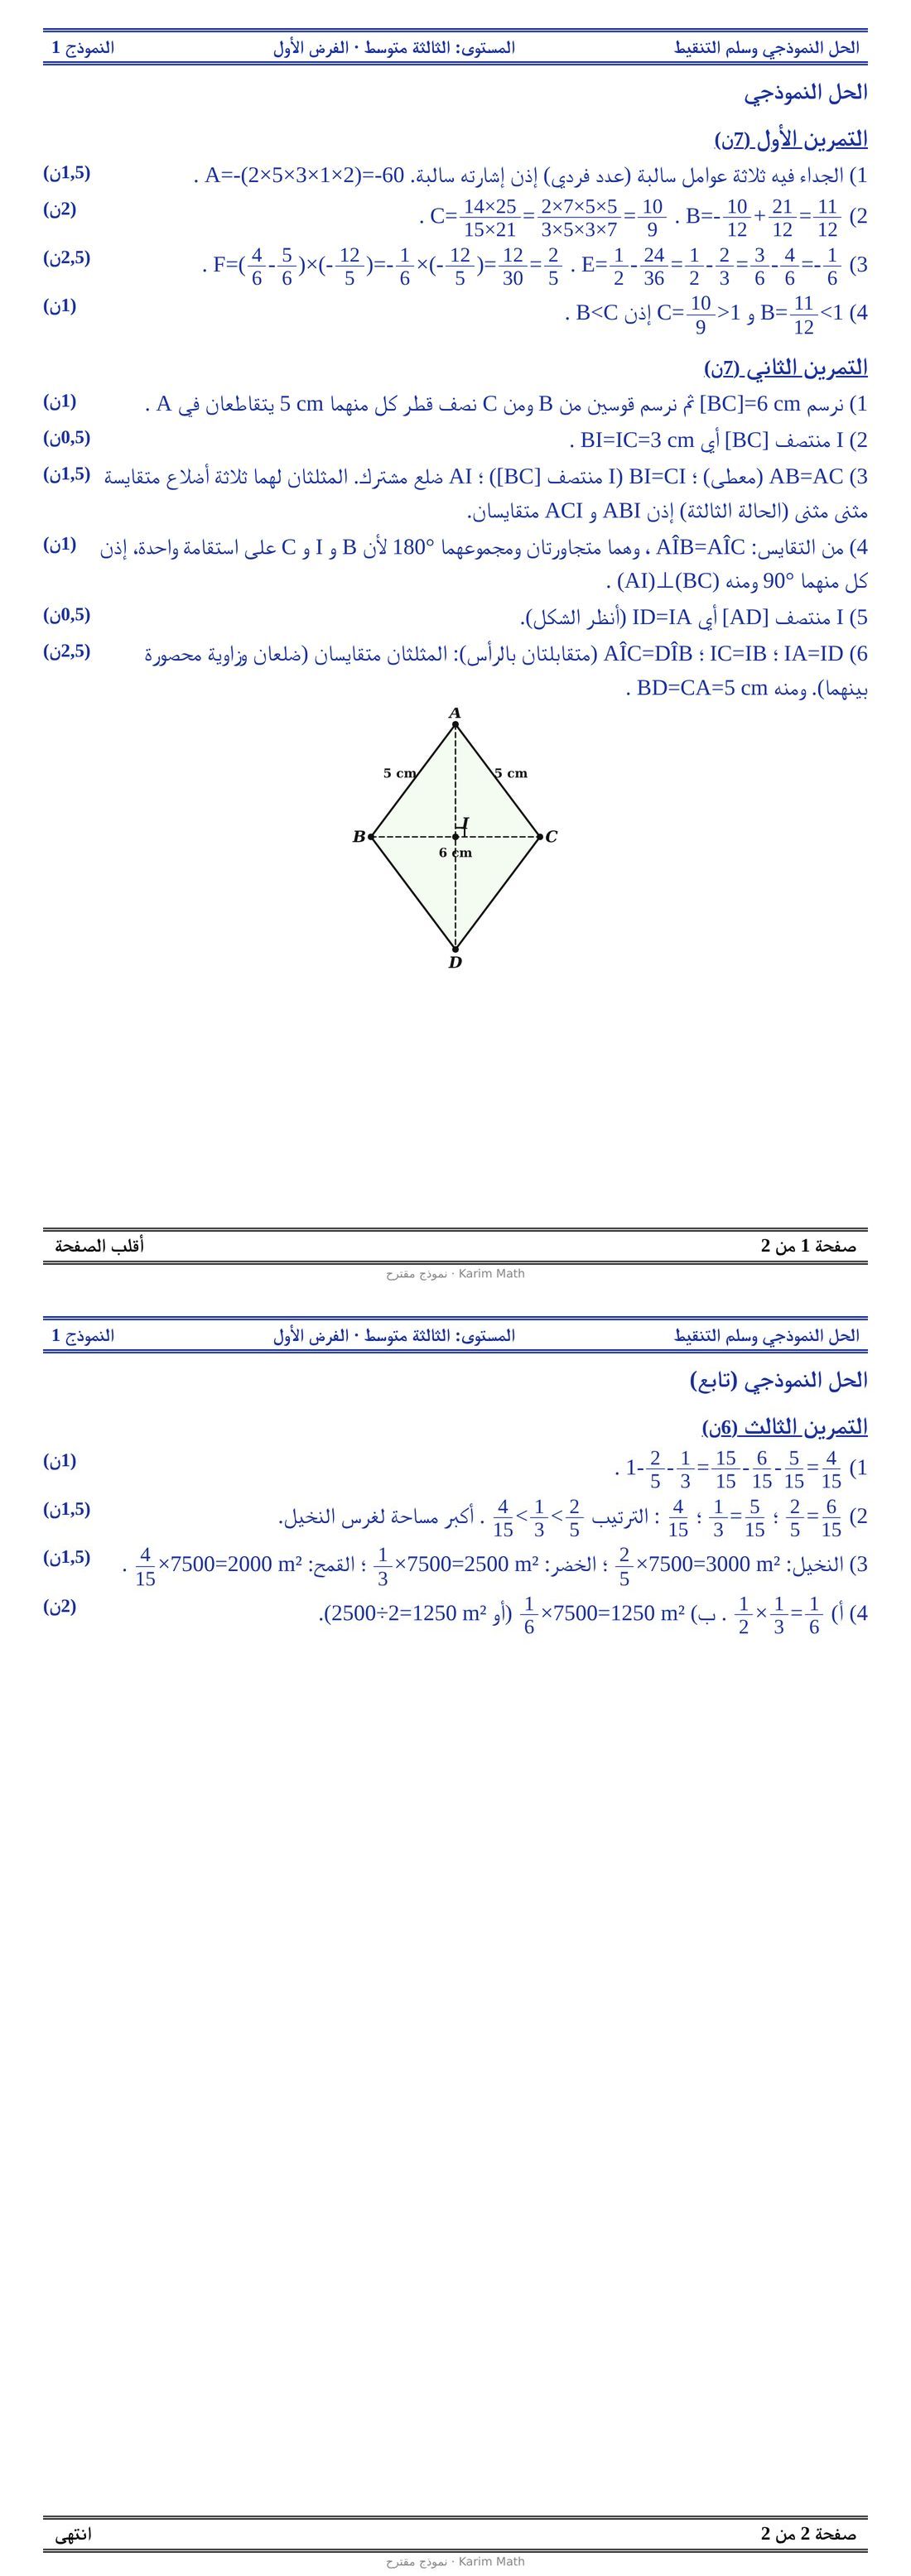 الحل النموذجي وسلم التنقيط المستوى: الثالثة متوسط · الفرض الأول النموذج 1
الحل النموذجي
التمرين الأول (7ن)
1) الجداء فيه ثلاثة عوامل سالبة (عدد فردي) إذن إشارته سالبة. A=-(2×5×3×1×2)=-60 . (1,5ن)
2) B=-10/12+21/12=11/12 . C=14×25/15×21=2×7×5×5/3×5×3×7=10/9 . (2ن)
3) E=1/2-24/36=1/2-2/3=3/6-4/6=-1/6 . F=(4/6-5/6)×(-12/5)=-1/6×(-12/5)=12/30=2/5 . (2,5ن)
4) B=11/12<1 و C=10/9>1 إذن B<C . (1ن)
التمرين الثاني (7ن)
1) نرسم [BC]=6 cm ثم نرسم قوسين من B ومن C نصف قطر كل منهما 5 cm يتقاطعان في A . (1ن)
2) I منتصف [BC] أي BI=IC=3 cm . (0,5ن)
3) AB=AC (معطى) ؛ BI=CI (I منتصف [BC]) ؛ AI ضلع مشترك. المثلثان لهما ثلاثة أضلاع متقايسة (1,5ن)
مثنى مثنى (الحالة الثالثة) إذن ABI و ACI متقايسان.
4) من التقايس: AÎB=AÎC ، وهما متجاورتان ومجموعهما 180° لأن B و I و C على استقامة واحدة، إذن (1ن)
كل منهما 90° ومنه (AI)⊥(BC) .
5) I منتصف [AD] أي ID=IA (أنظر الشكل). (0,5ن)
6) IA=ID ؛ IC=IB ؛ AÎC=DÎB (متقابلتان بالرأس): المثلثان متقايسان (ضلعان وزاوية محصورة (2,5ن)
بينهما). ومنه BD=CA=5 cm .
A
5 cm 5 cm
B I C
6 cm
D
صفحة 1 من 2 أقلب الصفحة
Karim Math · نموذج مقترح
الحل النموذجي وسلم التنقيط المستوى: الثالثة متوسط · الفرض الأول النموذج 1
الحل النموذجي (تابع)
التمرين الثالث (6ن)
1) 1-2/5-1/3=15/15-6/15-5/15=4/15 . (1ن)
2) 2/5=6/15 ؛ 1/3=5/15 ؛ 4/15 : الترتيب 4/15<1/3<2/5 . أكبر مساحة لغرس النخيل. (1,5ن)
3) النخيل: 2/5×7500=3000 m² ؛ الخضر: 1/3×7500=2500 m² ؛ القمح: 4/15×7500=2000 m² . (1,5ن)
4) أ) 1/2×1/3=1/6 . ب) 1/6×7500=1250 m² (أو 2500÷2=1250 m²). (2ن)
صفحة 2 من 2 انتهى
Karim Math · نموذج مقترح